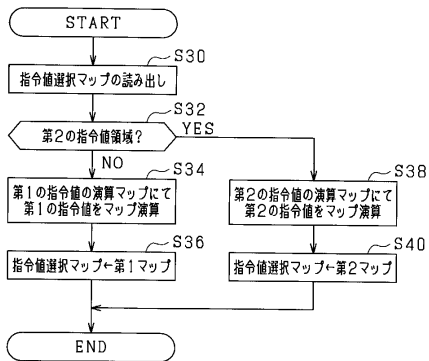 START
S30
指令値選択マップの読み出し
S32
第2の指令値領域?
YES
NO
S34
第1の指令値の演算マップにて
第1の指令値をマップ演算
S38
第2の指令値の演算マップにて
第2の指令値をマップ演算
S36
指令値選択マップ←第1マップ
S40
指令値選択マップ←第2マップ
END